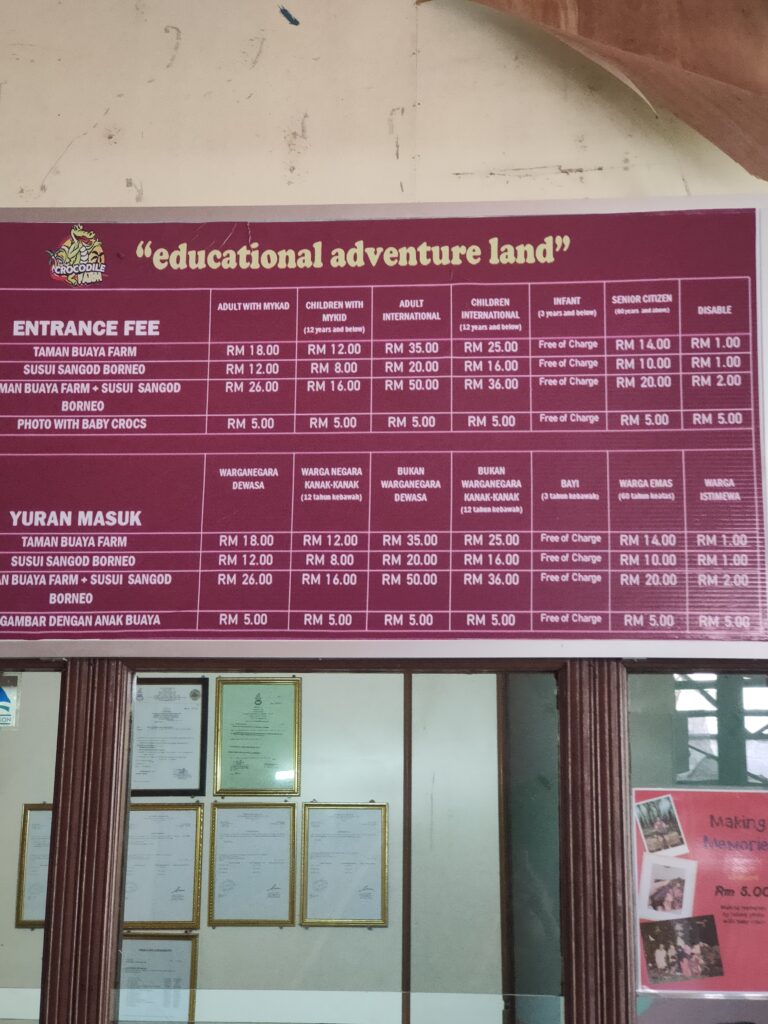 CROCODILE
FARM
"educational adventure land"
ENTRANCE FEE
ADULT WITH MYKAD
CHILDREN WITH MYKID (12 years and below)
ADULT INTERNATIONAL
CHILDREN INTERNATIONAL (12 years and below)
INFANT (3 years and below)
SENIOR CITIZEN (60 years and above)
DISABLE
TAMAN BUAYA FARM RM 18.00 RM 12.00 RM 35.00 RM 25.00 Free of Charge RM 14.00 RM 1.00
SUSUI SANGOD BORNEO RM 12.00 RM 8.00 RM 20.00 RM 16.00 Free of Charge RM 10.00 RM 1.00
MAN BUAYA FARM + SUSUI SANGOD BORNEO RM 26.00 RM 16.00 RM 50.00 RM 36.00 Free of Charge RM 20.00 RM 2.00
PHOTO WITH BABY CROCS RM 5.00 RM 5.00 RM 5.00 RM 5.00 Free of Charge RM 5.00 RM 5.00
YURAN MASUK
WARGANEGARA DEWASA
WARGA NEGARA KANAK-KANAK (12 tahun kebawah)
BUKAN WARGANEGARA DEWASA
BUKAN WARGANEGARA KANAK-KANAK (12 tahun kebawah)
BAYI (3 tahun kebawah)
WARGA EMAS (60 tahun keatas)
WARGA ISTIMEWA
TAMAN BUAYA FARM RM 18.00 RM 12.00 RM 35.00 RM 25.00 Free of Charge RM 14.00 RM 1.00
SUSUI SANGOD BORNEO RM 12.00 RM 8.00 RM 20.00 RM 16.00 Free of Charge RM 10.00 RM 1.00
AN BUAYA FARM + SUSUI SANGOD BORNEO RM 26.00 RM 16.00 RM 50.00 RM 36.00 Free of Charge RM 20.00 RM 2.00
GAMBAR DENGAN ANAK BUAYA RM 5.00 RM 5.00 RM 5.00 RM 5.00 Free of Charge RM 5.00 RM 5.00
Making
Memorie
Rm 5.00